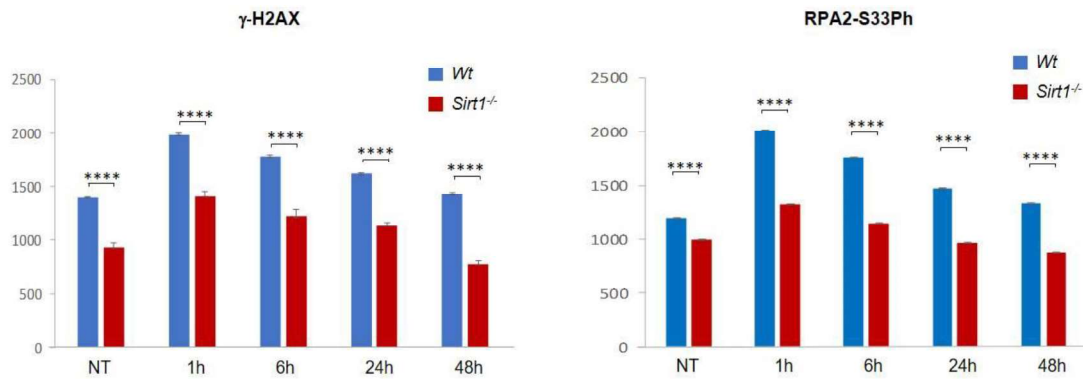 γ-H2AX
2500
2000
1500
1000
500
0
Wt
Sirt1-/-
****
****
****
****
****
NT 1h 6h 24h 48h
RPA2-S33Ph
2500
2000
1500
1000
500
0
Wt
Sirt1-/-
****
****
****
****
****
NT 1h 6h 24h 48h